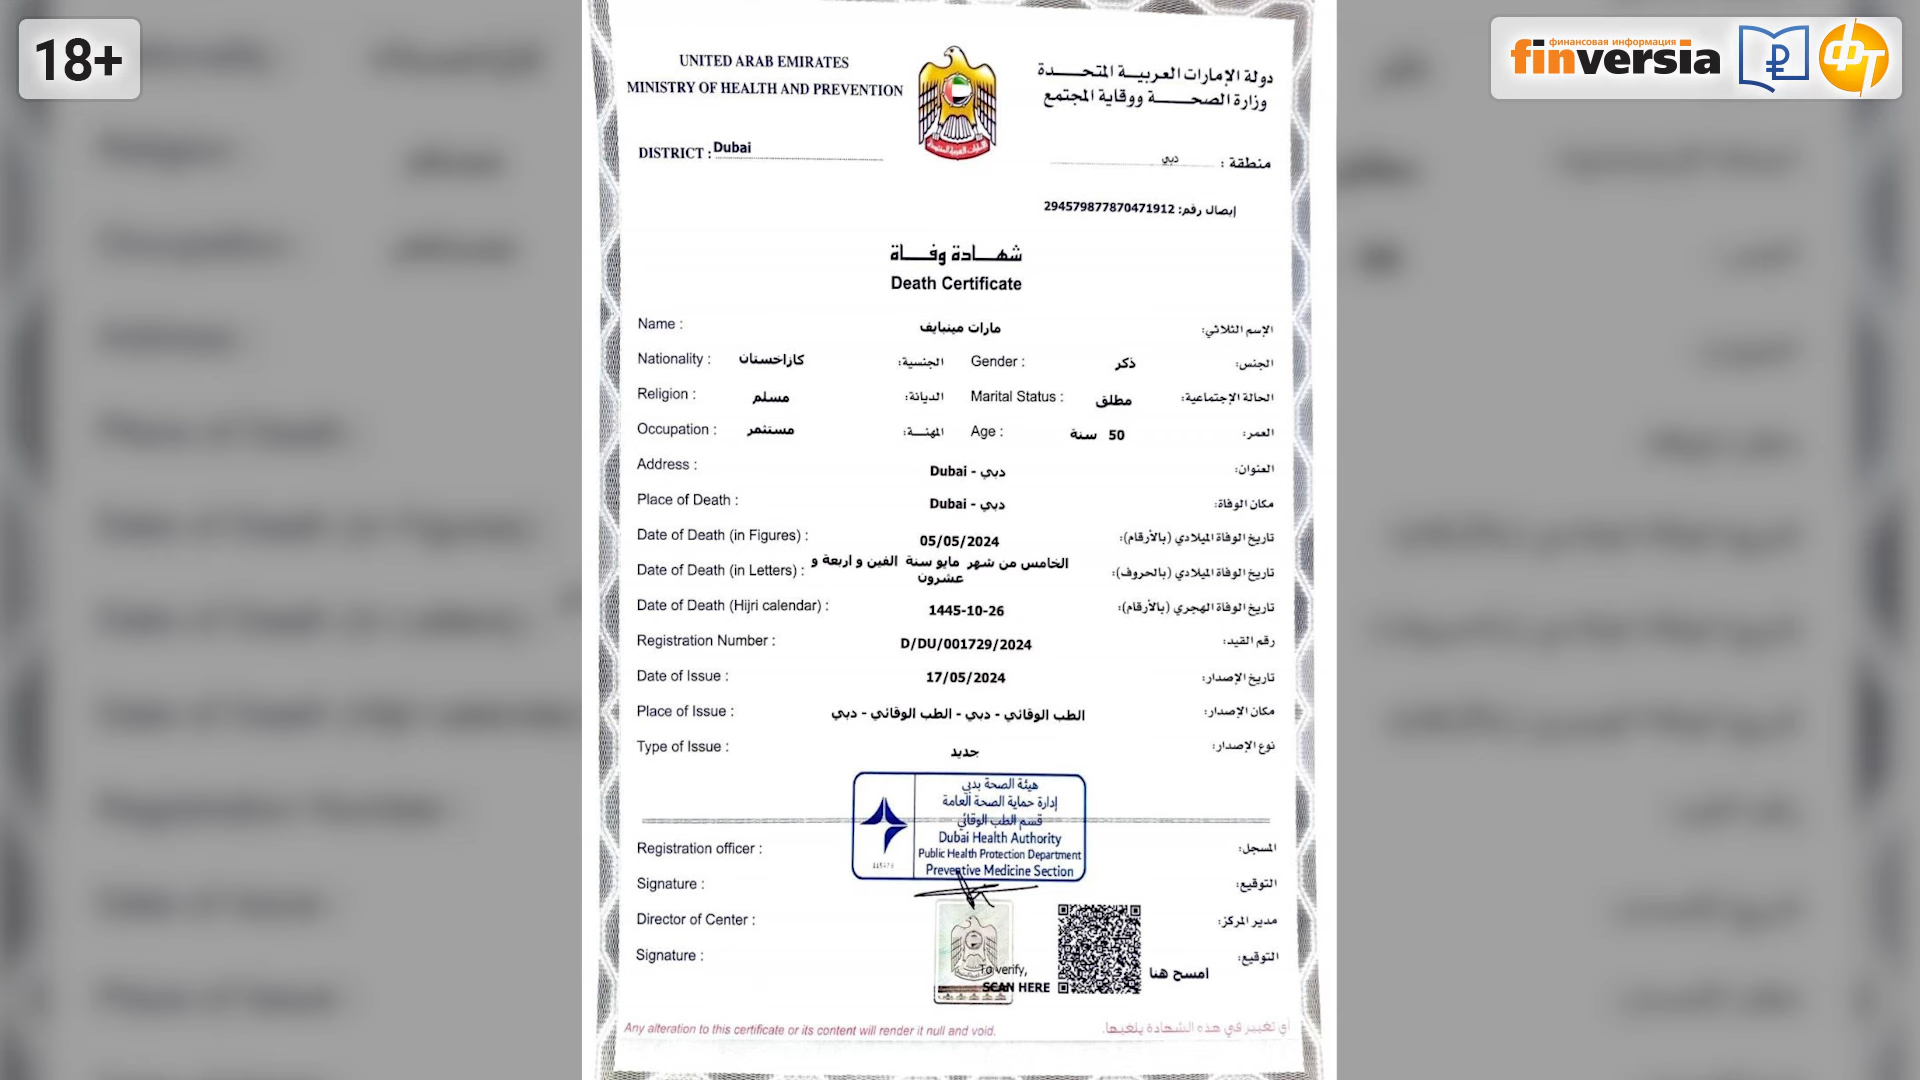 18+
финансовая информация
finversia
ФТ
UNITED ARAB EMIRATES
MINISTRY OF HEALTH AND PREVENTION
دولة الإمارات العربيـــة المتحـــــدة
وزارة الصحـــــــة ووقاية المجتمع
DISTRICT : Dubai
منطقة : دبي
إيصال رقم: 294579877870471912
شهـــادة وفـــاة
Death Certificate
Name : مارات مينبايف الإسم الثلاثي:
Nationality : كازاخستان الجنسية: Gender : ذكر الجنس:
Religion : مسلم الديانة: Marital Status : مطلق الحالة الإجتماعية:
Occupation : مستثمر المهنـــة: Age : 50 سنة العمر:
Address : Dubai - دبي العنوان:
Place of Death : Dubai - دبي مكان الوفاة:
Date of Death (in Figures) : 05/05/2024 تاريخ الوفاة الميلادي (بالأرقام):
Date of Death (in Letters) : الخامس من شهر مايو سنة الفين و اربعة و عشرون تاريخ الوفاة الميلادي (بالحروف):
Date of Death (Hijri calendar) : 1445-10-26 تاريخ الوفاة الهجري (بالأرقام):
Registration Number : D/DU/001729/2024 رقم القيد:
Date of Issue : 17/05/2024 تاريخ الإصدار:
Place of Issue : الطب الوقائي - دبي - الطب الوقائي - دبي مكان الإصدار:
Type of Issue : جديد نوع الإصدار:
هيئة الصحة بدبي
إدارة حماية الصحة العامة
قسم الطب الوقائي
Dubai Health Authority
Public Health Protection Department
Preventive Medicine Section
Registration officer : المسجل:
Signature : التوقيع:
Director of Center : مدير المركز:
Signature : التوقيع:
To verify,
SCAN HERE
امسح هنا
Any alteration to this certificate or its content will render it null and void.
أي تغيير في هذه الشهادة يلغيها.